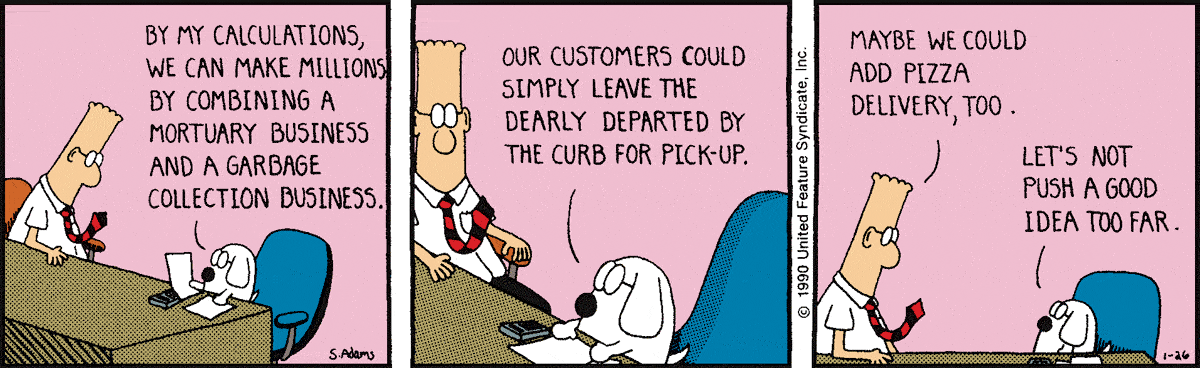 BY MY CALCULATIONS,
WE CAN MAKE MILLIONS
BY COMBINING A
MORTUARY BUSINESS
AND A GARBAGE
COLLECTION BUSINESS.
S.Adams
OUR CUSTOMERS COULD
SIMPLY LEAVE THE
DEARLY DEPARTED BY
THE CURB FOR PICK-UP.
© 1990 United Feature Syndicate, Inc.
MAYBE WE COULD
ADD PIZZA
DELIVERY, TOO.
LET'S NOT
PUSH A GOOD
IDEA TOO FAR.
1-26